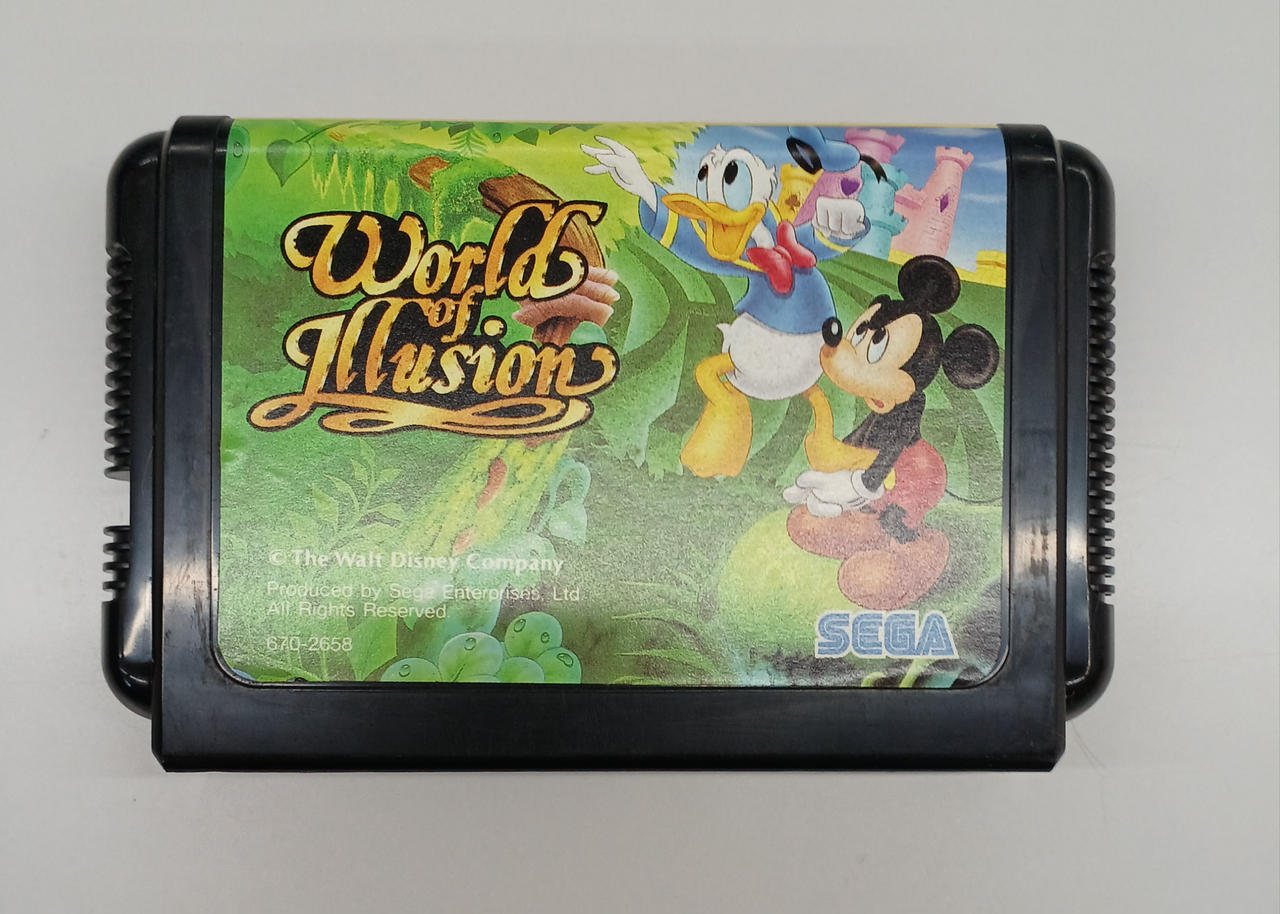 World
of
Illusion
© The Walt Disney Company
Produced by Sega Enterprises, Ltd.
All Rights Reserved
670-2658
SEGA